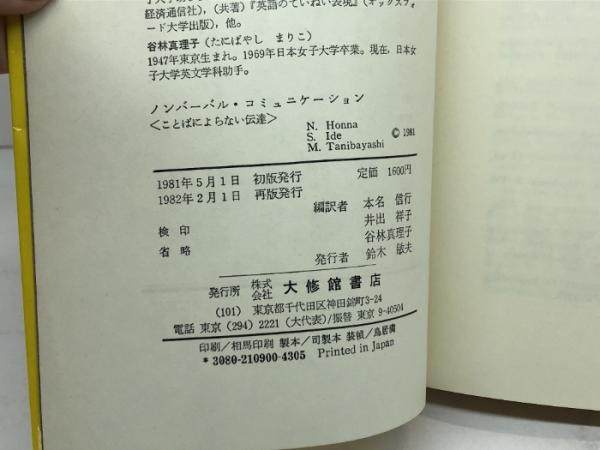 経済通信社), (共著)『英語のていねい表現』(オックスフォ
ード大学出版), 他。
谷林真理子 (たにばやし まりこ)
1947年東京生まれ。1969年日本女子大学卒業。現在, 日本女
子大学英文学科助手。
ノンバーバル・コミュニケーション
<ことばによらない伝達>
N. Honna
S. Ide
M. Tanibayashi
© 1981
1981年5月1日 初版発行 定価 1600円
1982年2月1日 再版発行
編訳者 本名 信行
検印 井出 祥子
谷林真理子
省略 発行者 鈴木 敏夫
発行所 株式会社 大修館書店
(101) 東京都千代田区神田錦町3-24
電話 東京 (294) 2221 (大代表)/振替 東京 9-40504
印刷/相馬印刷 製本/司製本 装幀/鳥居満
* 3080-210900-4305 Printed in Japan